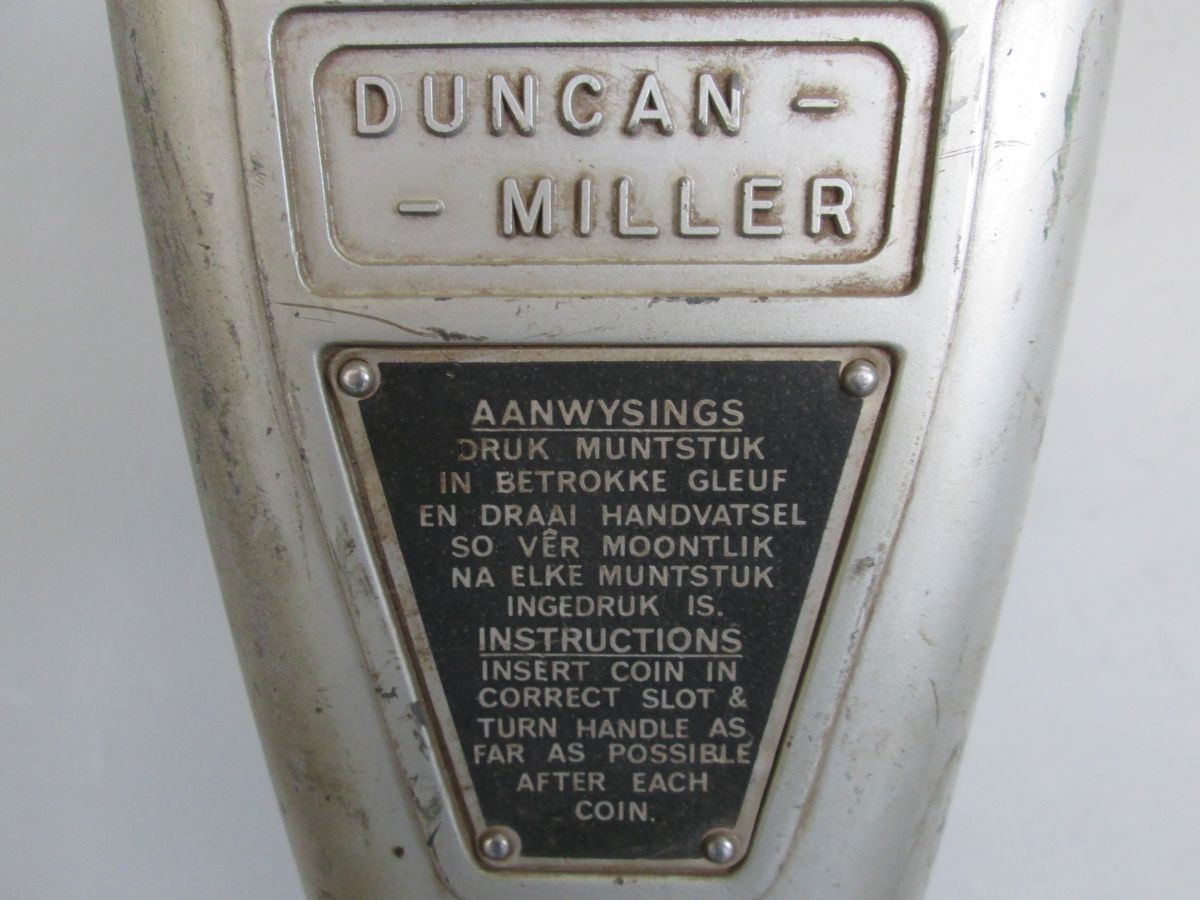 DUNCAN -
- MILLER
AANWYSINGS
DRUK MUNTSTUK
IN BETROKKE GLEUF
EN DRAAI HANDVATSEL
SO VÊR MOONTLIK
NA ELKE MUNTSTUK
INGEDRUK IS.
INSTRUCTIONS
INSERT COIN IN
CORRECT SLOT &
TURN HANDLE AS
FAR AS POSSIBLE
AFTER EACH
COIN.